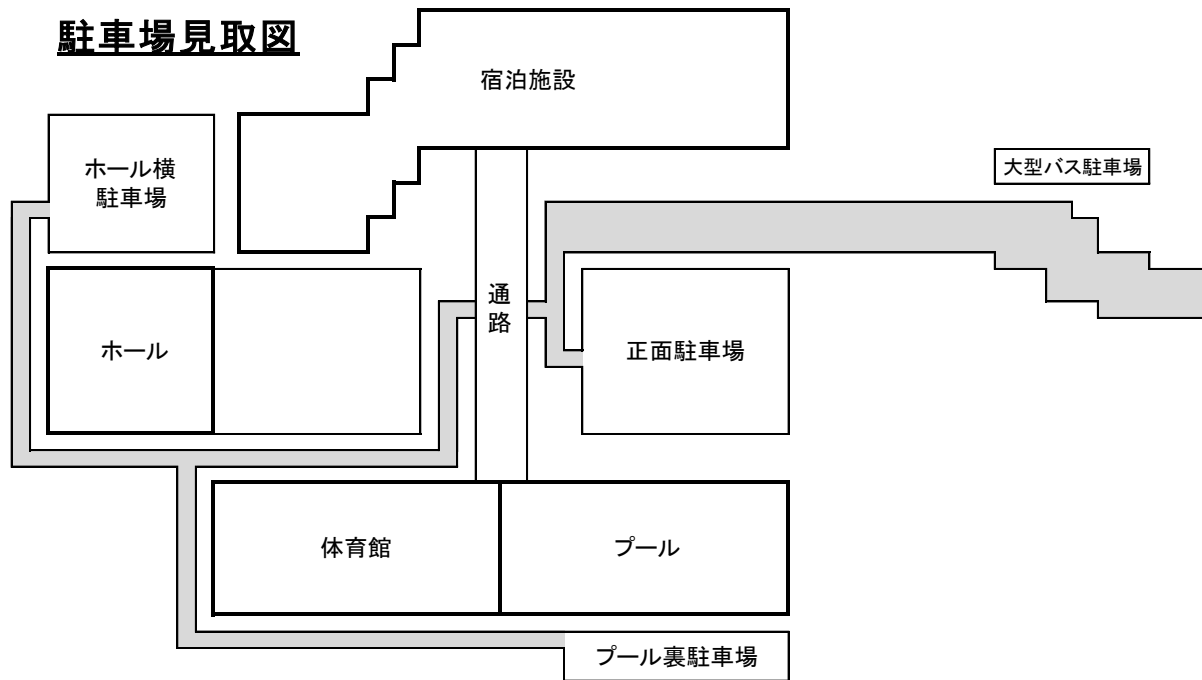 駐車場見取図
宿泊施設
ホール横
駐車場
大型バス駐車場
通
路
ホール
正面駐車場
体育館
プール
プール裏駐車場